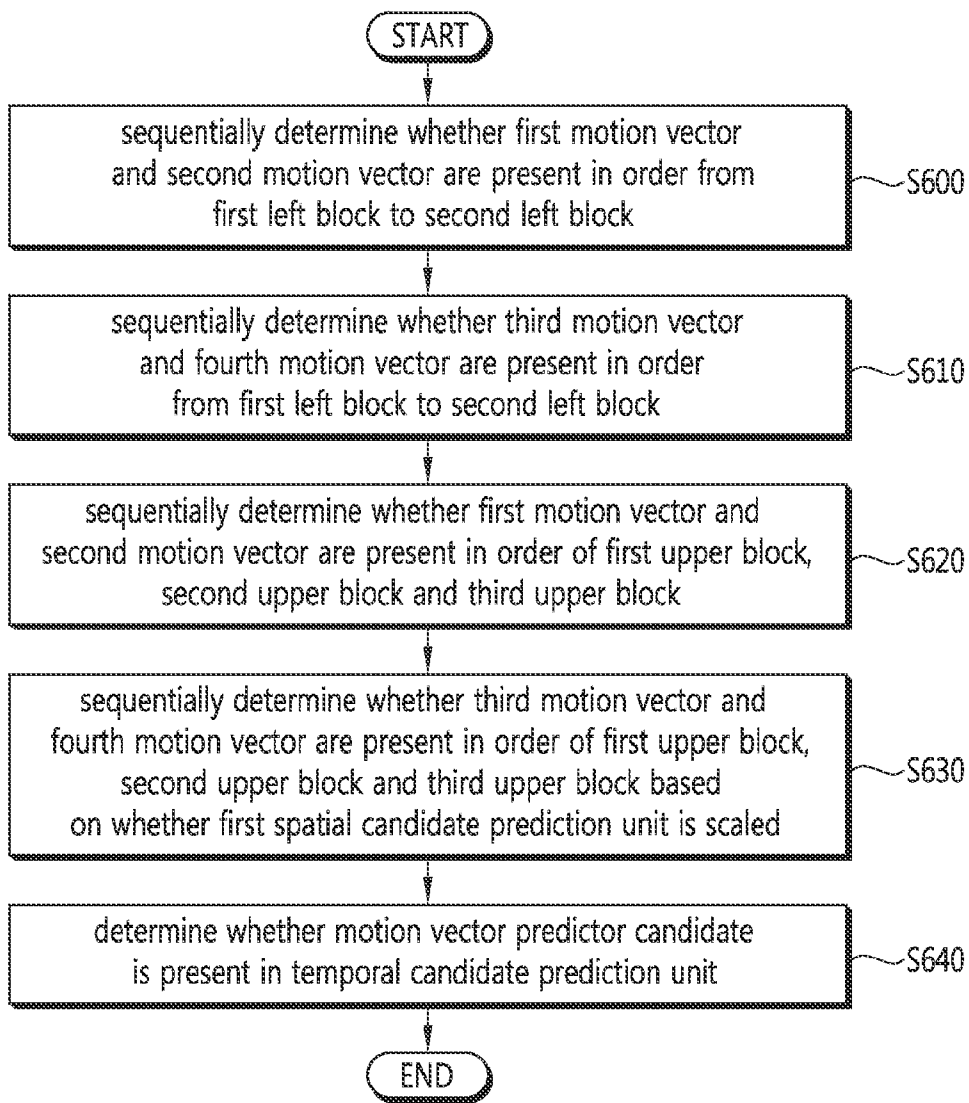 START
sequentially determine whether first motion vector
and second motion vector are present in order from
first left block to second left block
S600
sequentially determine whether third motion vector
and fourth motion vector are present in order
from first left block to second left block
S610
sequentially determine whether first motion vector and
second motion vector are present in order of first upper block,
second upper block and third upper block
S620
sequentially determine whether third motion vector and
fourth motion vector are present in order of first upper block,
second upper block and third upper block based
on whether first spatial candidate prediction unit is scaled
S630
determine whether motion vector predictor candidate
is present in temporal candidate prediction unit
S640
END